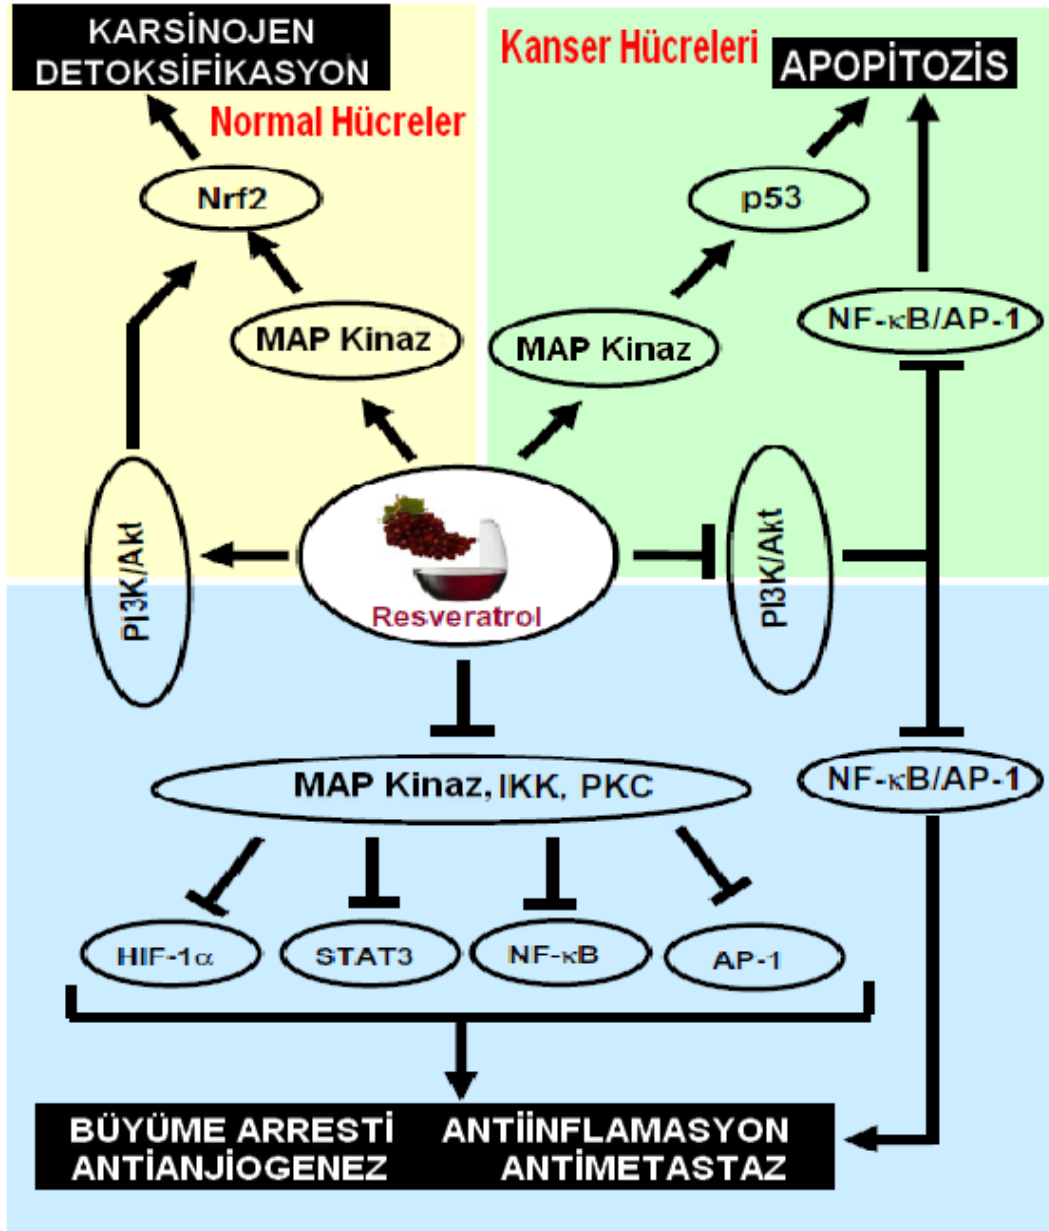 KARSİNOJEN
DETOKSİFİKASYON
Normal Hücreler
Nrf2
MAP Kinaz
PI3K/Akt
Kanser Hücreleri
APOPİTOZİS
p53
MAP Kinaz
NF-κB/AP-1
PI3K/Akt
Resveratrol
MAP Kinaz, IKK, PKC
NF-κB/AP-1
HIF-1α
STAT3
NF-κB
AP-1
BÜYÜME ARRESTİ ANTİİNFLAMASYON
ANTİANJİOGENEZ ANTİMETASTAZ